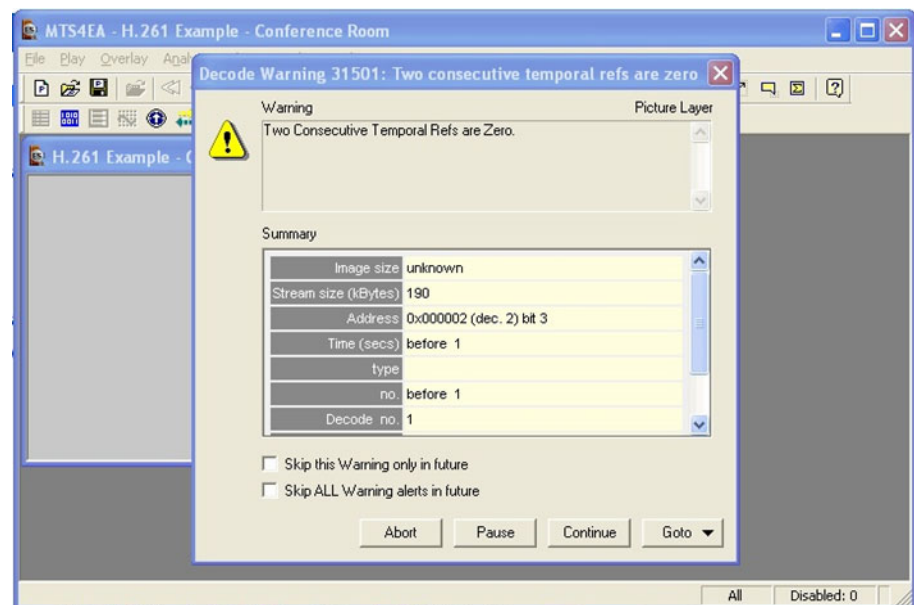 MTS4EA - H.261 Example - Conference Room
File Play Overlay
Decode Warning 31501: Two consecutive temporal refs are zero
H.261 Example -
Warning Picture Layer
Two Consecutive Temporal Refs are Zero.
Summary
Image size unknown
Stream size (kBytes) 190
Address 0x000002 (dec. 2) bit 3
Time (secs) before 1
type
no. before 1
Decode no. 1
Skip this Warning only in future
Skip ALL Warning alerts in future
Abort Pause Continue Goto
All Disabled: 0